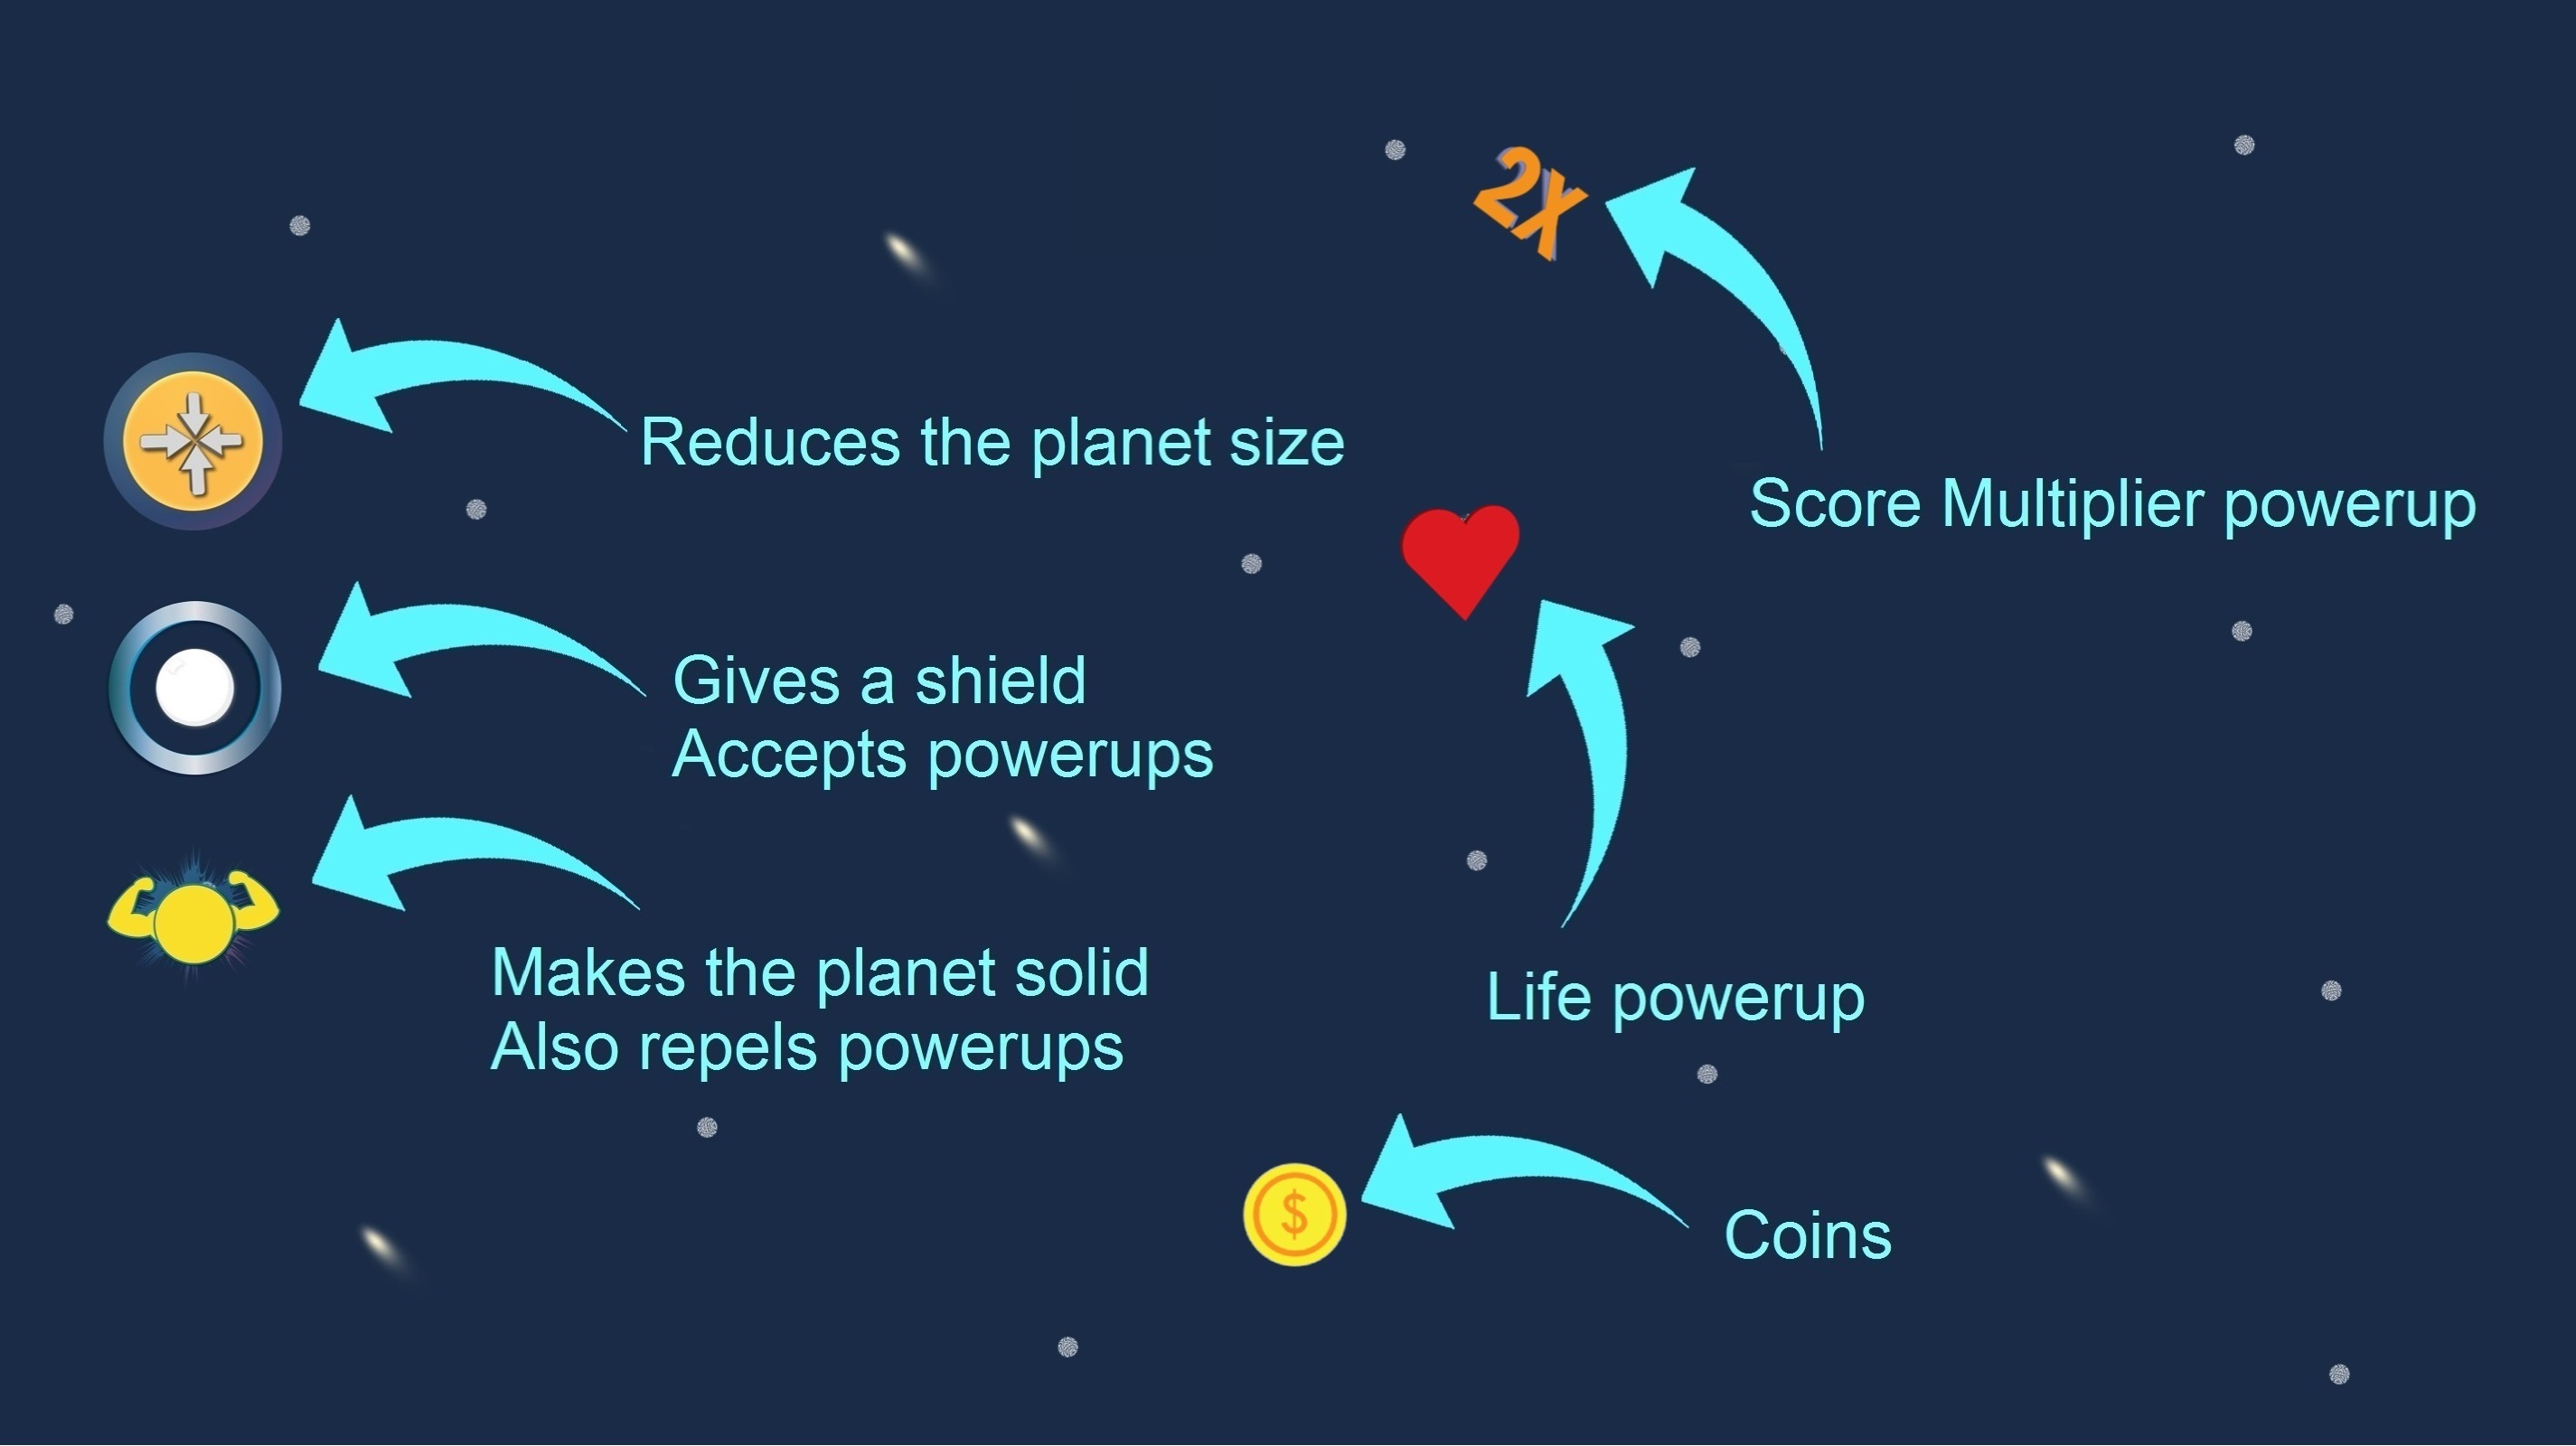 2X
Reduces the planet size
Score Multiplier powerup
Gives a shield
Accepts powerups
Makes the planet solid
Also repels powerups
Life powerup
$
Coins